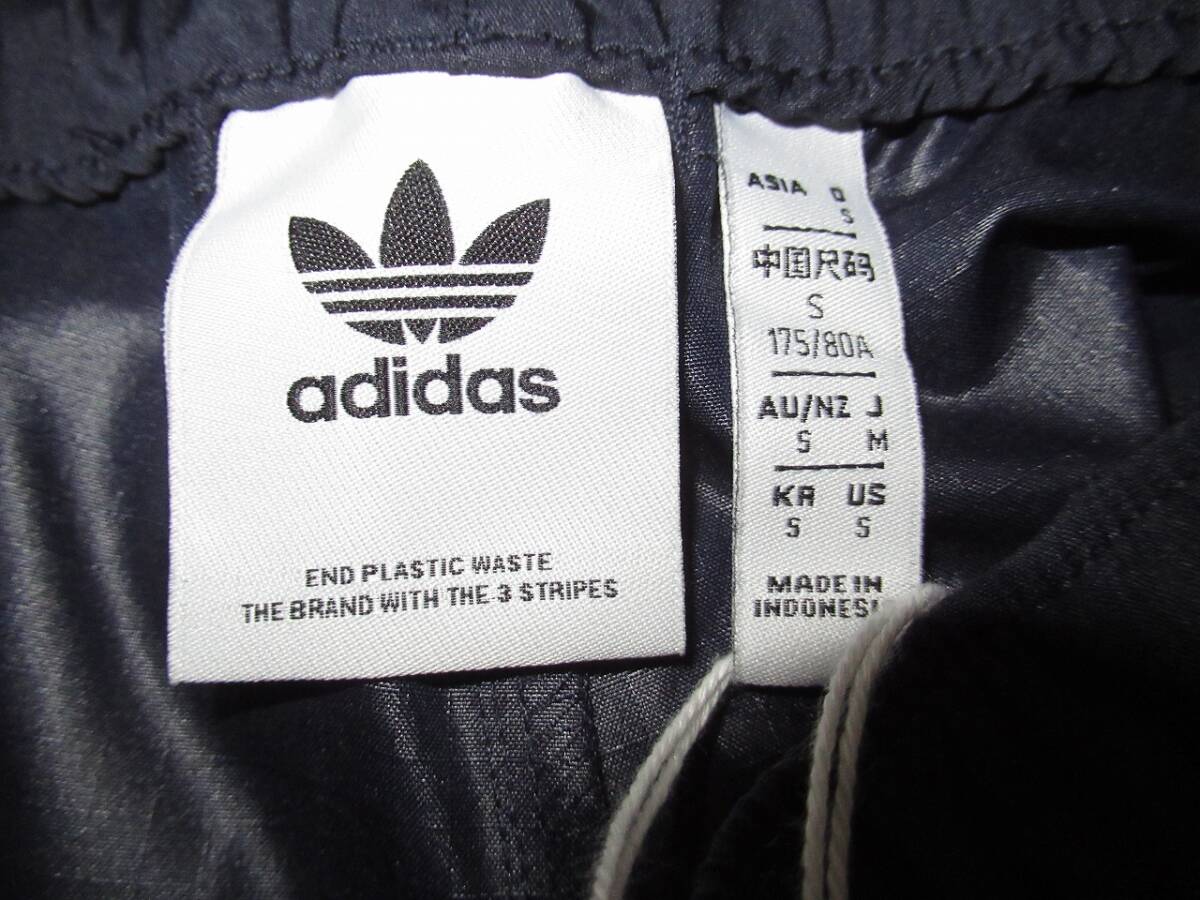 adidas
END PLASTIC WASTE
THE BRAND WITH THE 3 STRIPES
ASIA D
S
中国尺码
S
175/80A
AU/NZ J
S M
KR US
S S
MADE IN